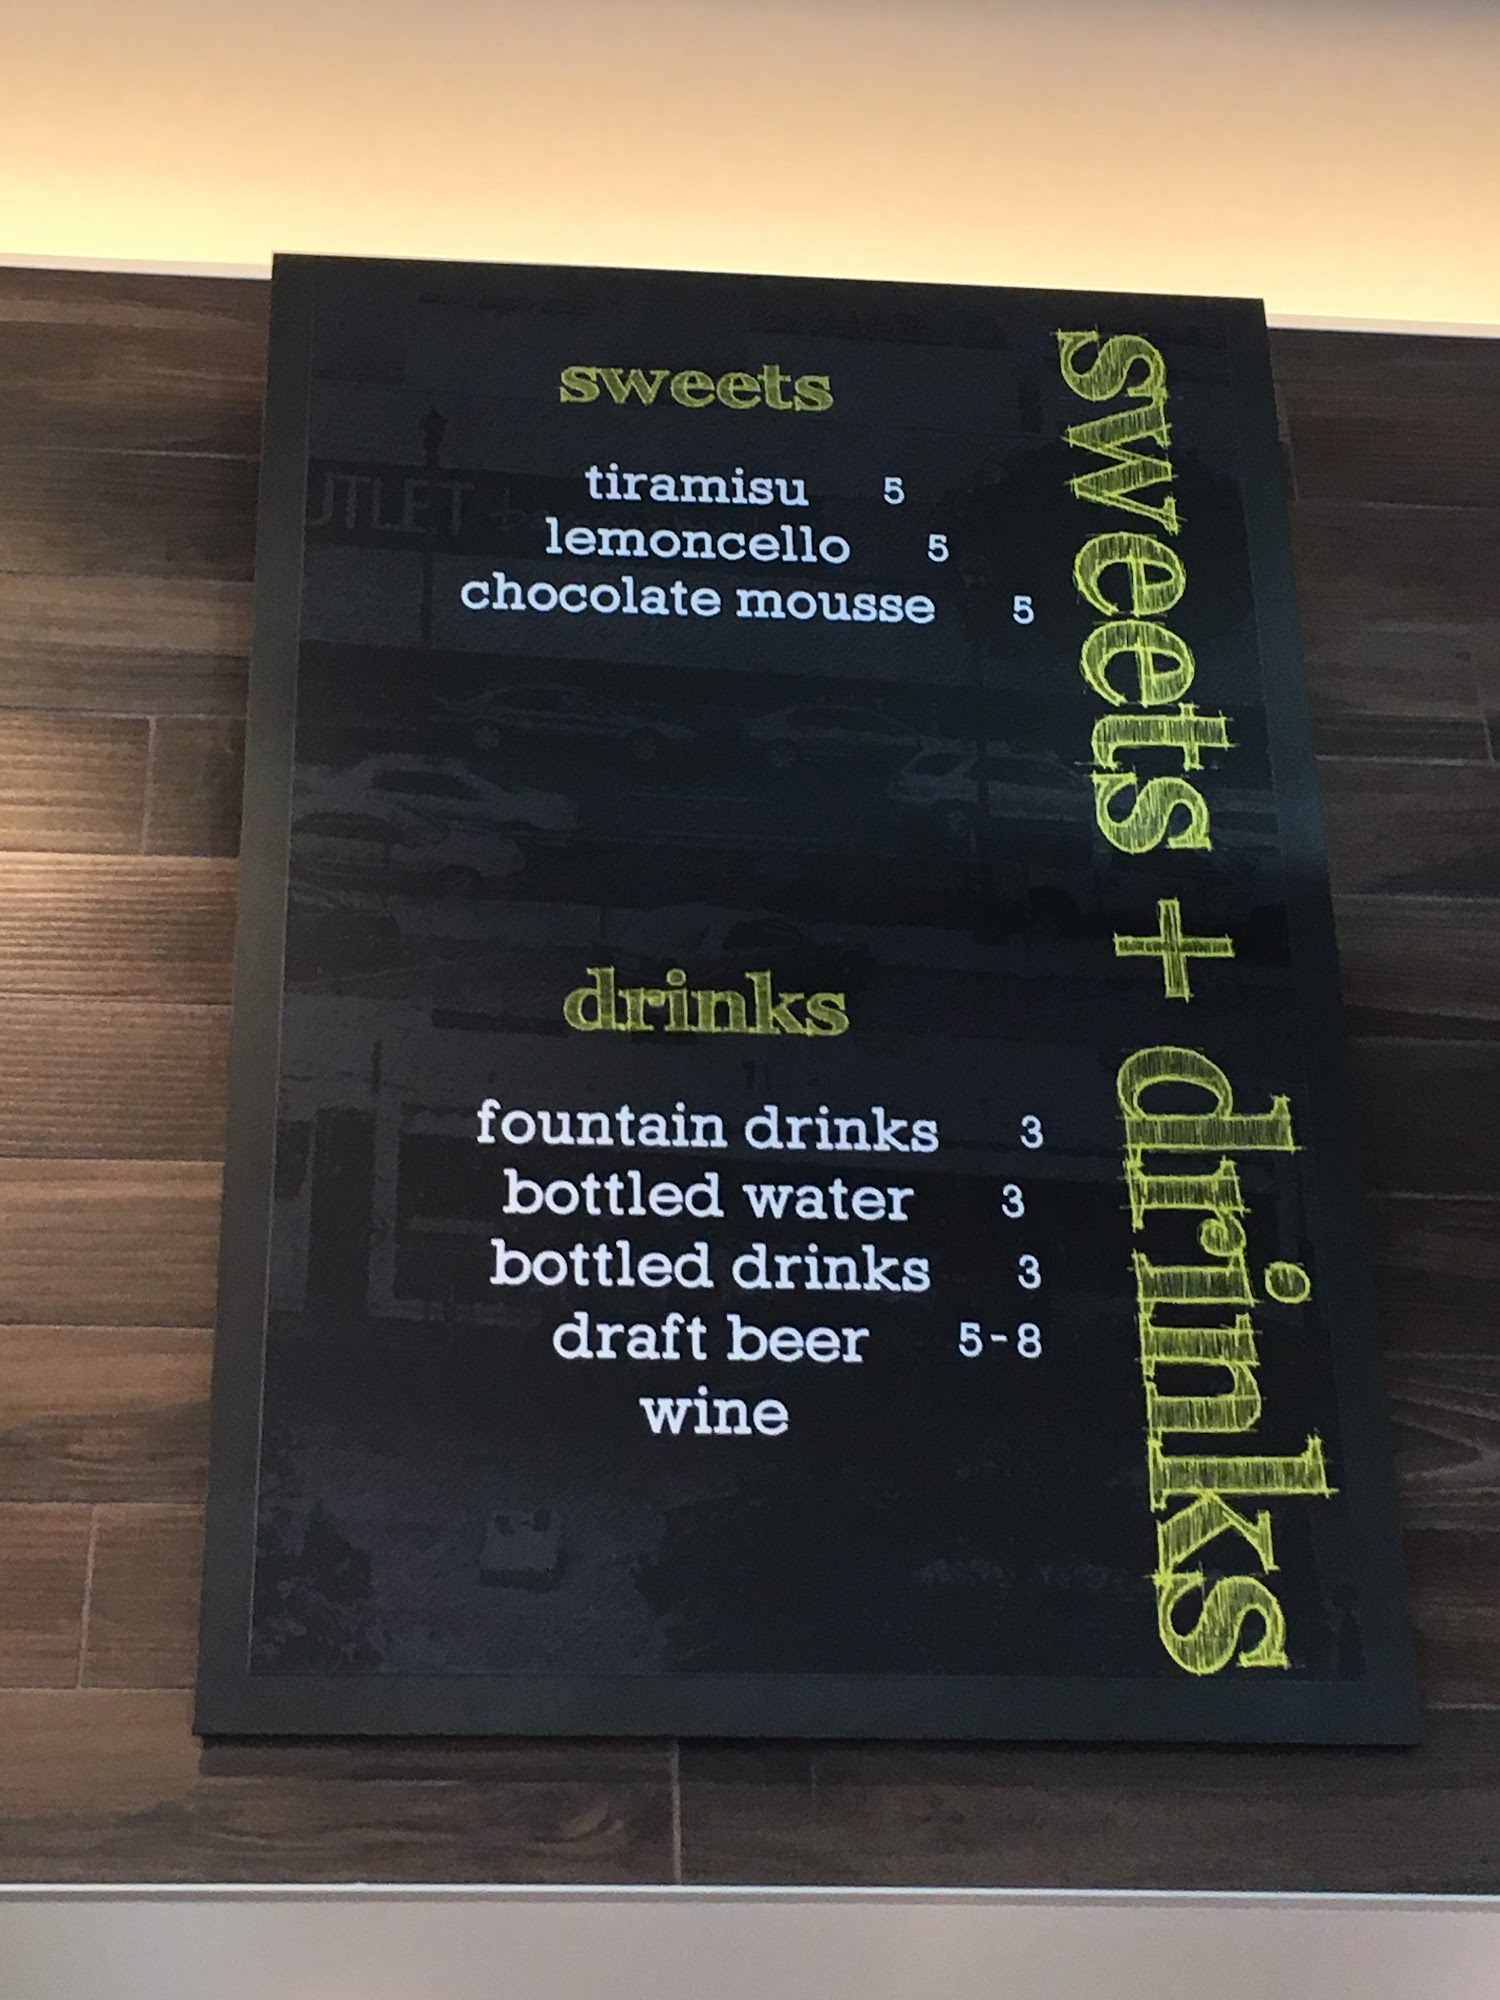 sweets
tiramisu 5
lemoncello 5
chocolate mousse 5
drinks
fountain drinks 3
bottled water 3
bottled drinks 3
draft beer 5-8
wine
sweets + drinks